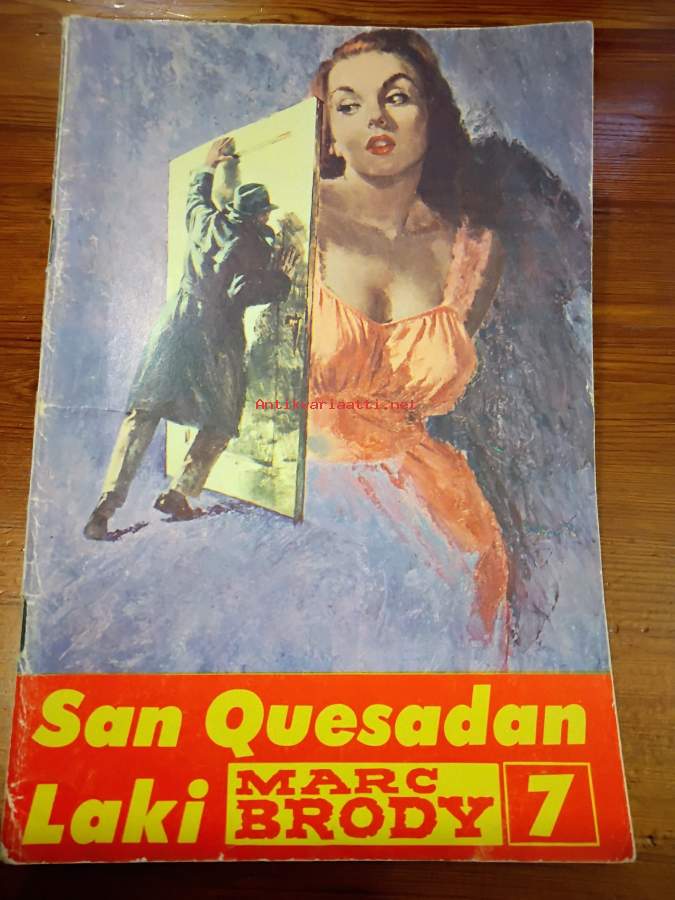 Antikvariaatti.net
San Quesadan
Laki MARC BRODY 7